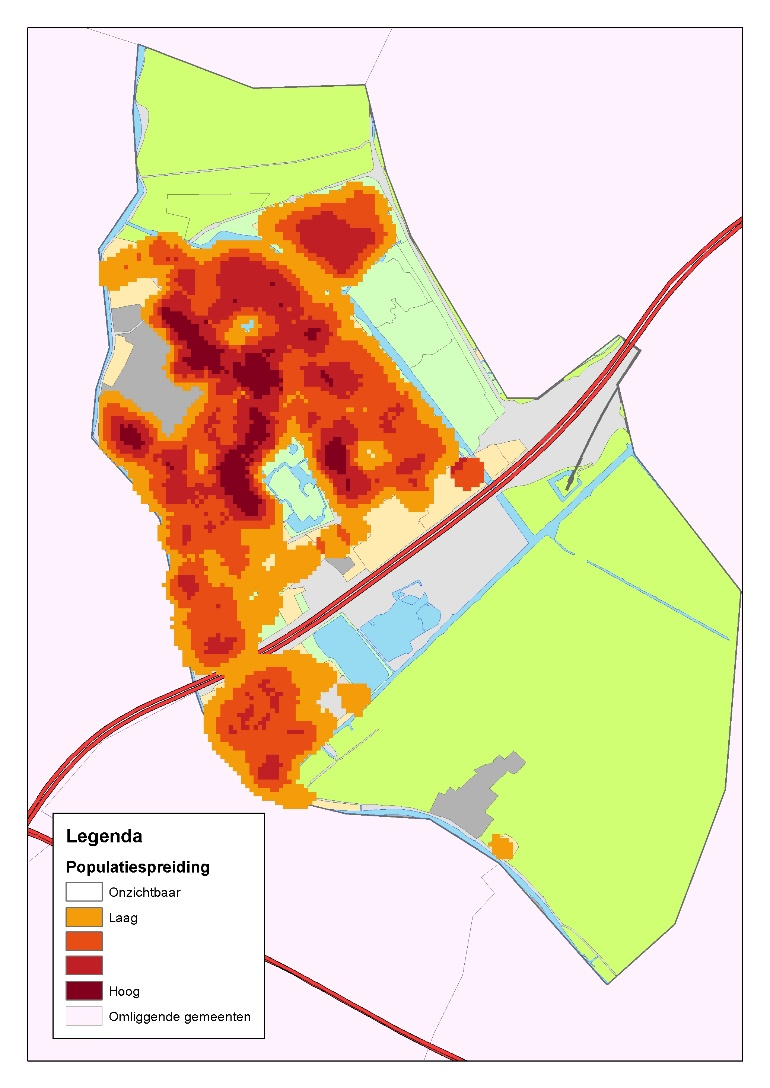 Legenda
Populatiespreiding
Onzichtbaar
Laag
Hoog
Omliggende gemeenten